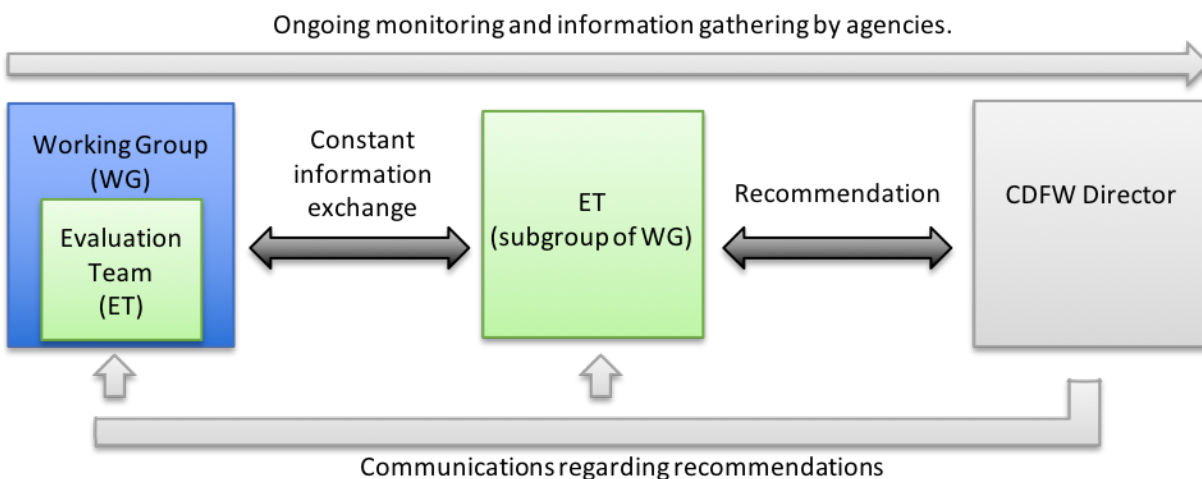 Ongoing monitoring and information gathering by agencies.
Working Group
(WG)
Evaluation
Team
(ET)
Constant
information
exchange
ET
(subgroup of WG)
Recommendation
CDFW Director
Communications regarding recommendations